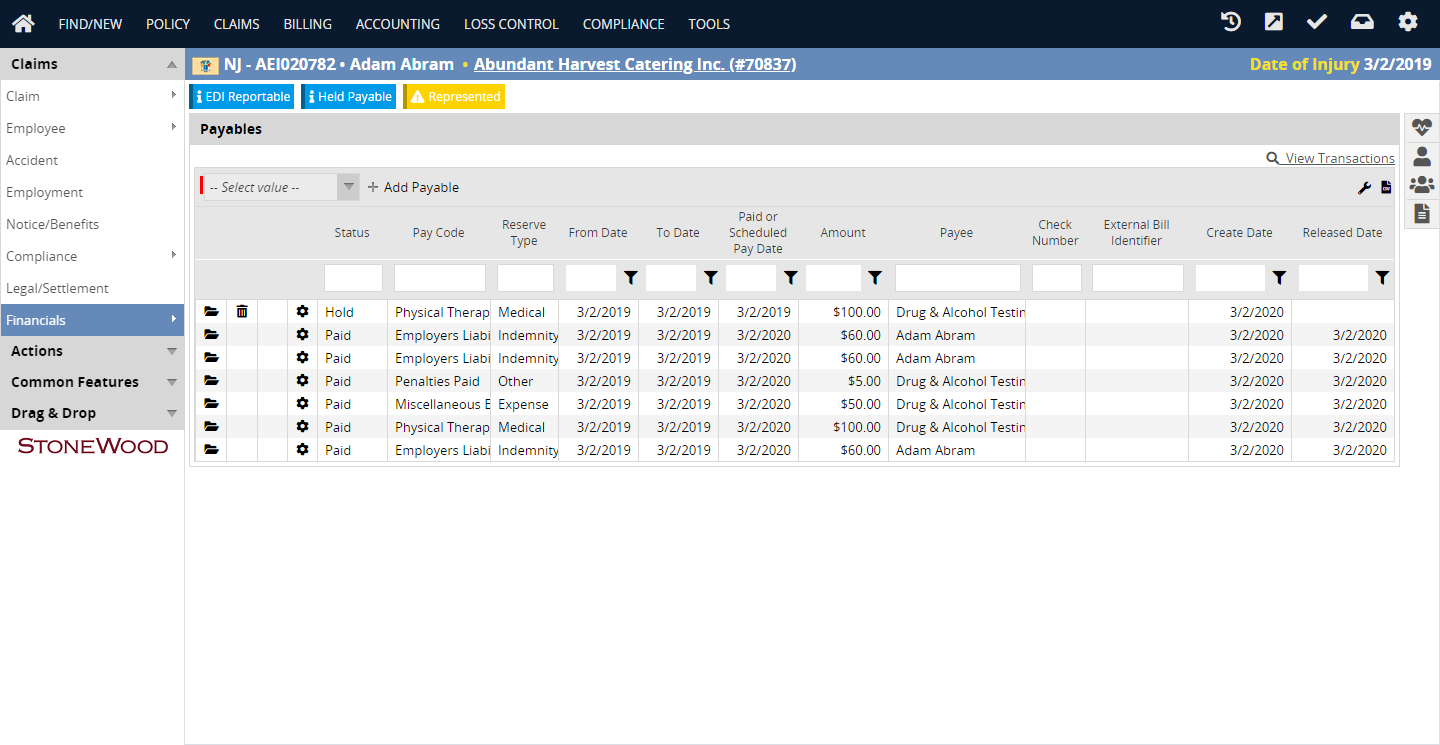 FIND/NEW POLICY CLAIMS BILLING ACCOUNTING LOSS CONTROL COMPLIANCE TOOLS
Claims
Claim
Employee
Accident
Employment
Notice/Benefits
Compliance
Legal/Settlement
Financials
Actions
Common Features
Drag & Drop
STONEWOOD
NJ - AEI020782 • Adam Abram • Abundant Harvest Catering Inc. (#70837) Date of Injury 3/2/2019
EDI Reportable Held Payable Represented
Payables
View Transactions
-- Select value -- Add Payable
Status Pay Code Reserve Type From Date To Date Paid or Scheduled Pay Date Amount Payee Check Number External Bill Identifier Create Date Released Date
Hold Physical Therap Medical 3/2/2019 3/2/2019 3/2/2019 $100.00 Drug & Alcohol Testin 3/2/2020
Paid Employers Liabi Indemnity 3/2/2019 3/2/2019 3/2/2020 $60.00 Adam Abram 3/2/2020 3/2/2020
Paid Employers Liabi Indemnity 3/2/2019 3/2/2019 3/2/2020 $60.00 Adam Abram 3/2/2020 3/2/2020
Paid Penalties Paid Other 3/2/2019 3/2/2019 3/2/2020 $5.00 Drug & Alcohol Testin 3/2/2020 3/2/2020
Paid Miscellaneous E Expense 3/2/2019 3/2/2019 3/2/2020 $50.00 Drug & Alcohol Testin 3/2/2020 3/2/2020
Paid Physical Therap Medical 3/2/2019 3/2/2019 3/2/2020 $100.00 Drug & Alcohol Testin 3/2/2020 3/2/2020
Paid Employers Liabi Indemnity 3/2/2019 3/2/2019 3/2/2020 $60.00 Adam Abram 3/2/2020 3/2/2020